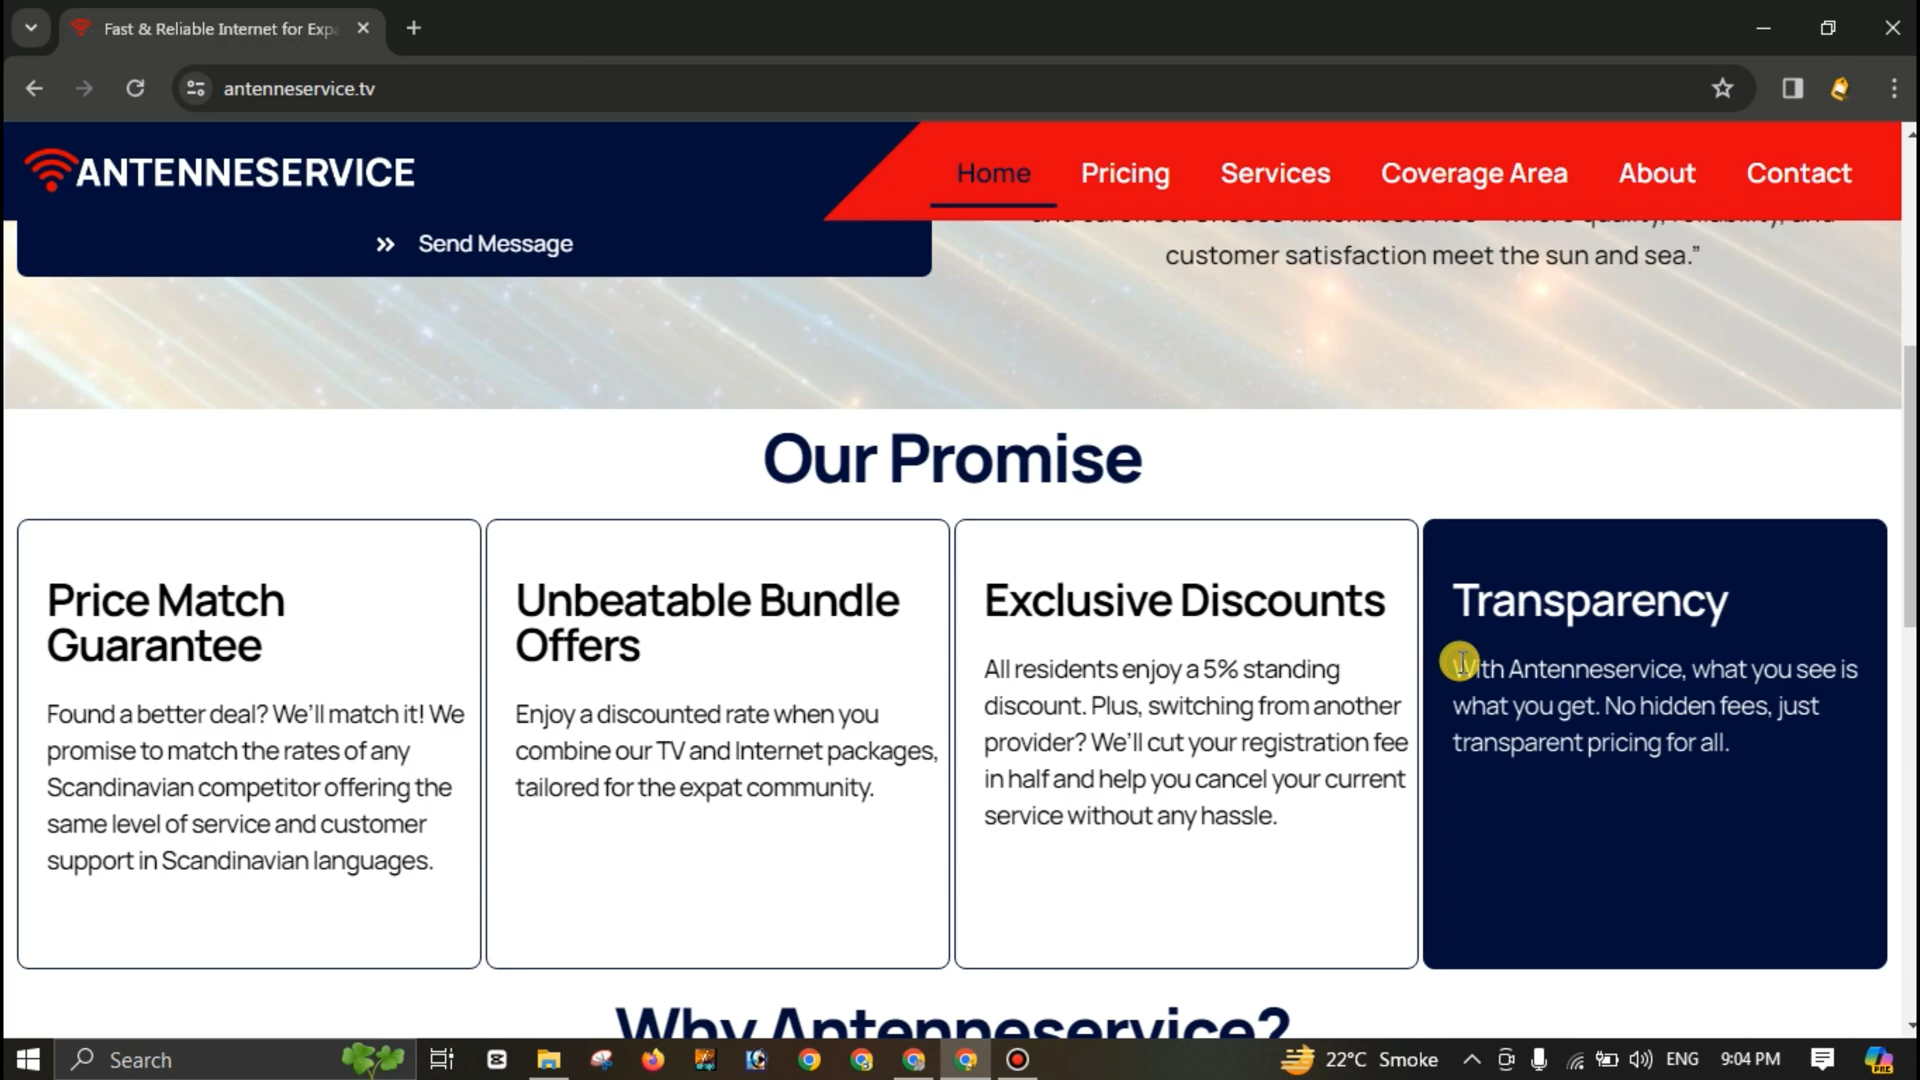 Fast & Reliable Internet for Expa
antenneservice.tv
ANTENNESERVICE
Home
Pricing
Services
Coverage Area
About
Contact
Send Message
customer satisfaction meet the sun and sea.”
Our Promise
Price Match
Guarantee
Found a better deal? We’ll match it! We
promise to match the rates of any
Scandinavian competitor offering the
same level of service and customer
support in Scandinavian languages.
Unbeatable Bundle
Offers
Enjoy a discounted rate when you
combine our TV and Internet packages,
tailored for the expat community.
Exclusive Discounts
All residents enjoy a 5% standing
discount. Plus, switching from another
provider? We’ll cut your registration fee
in half and help you cancel your current
service without any hassle.
Transparency
With Antenneservice, what you see is
what you get. No hidden fees, just
transparent pricing for all.
Why Antenneservice?
Search
22°C Smoke
ENG
9:04 PM
PRE